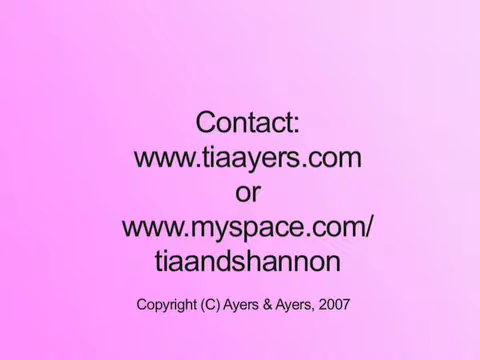 Contact:
www.tiaayers.com
or
www.myspace.com/
tiaandshannon
Copyright (C) Ayers & Ayers, 2007